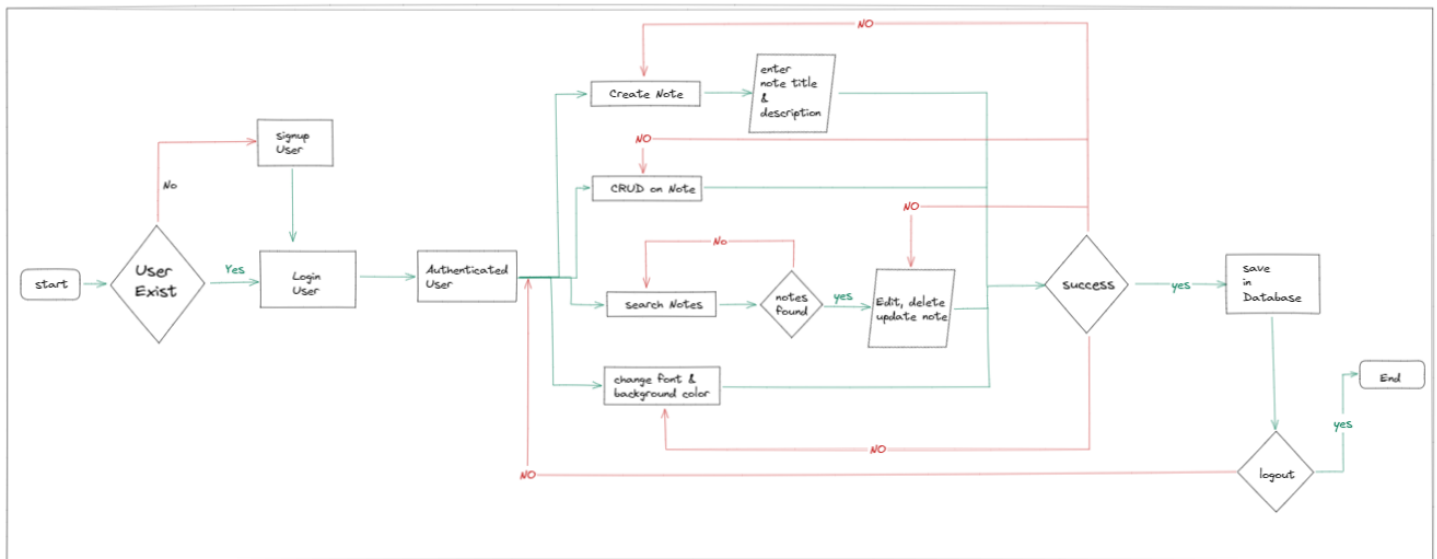 NO
enter
note title
&
description
Create Note
signup
User
NO
No
CRUD on Note
NO
No
User
Exist
Yes
Login
User
Authenticated
User
start
search Notes
notes
found
yes
Edit, delete
update note
success
yes
save
in
Database
change font &
background color
End
yes
NO
NO
logout